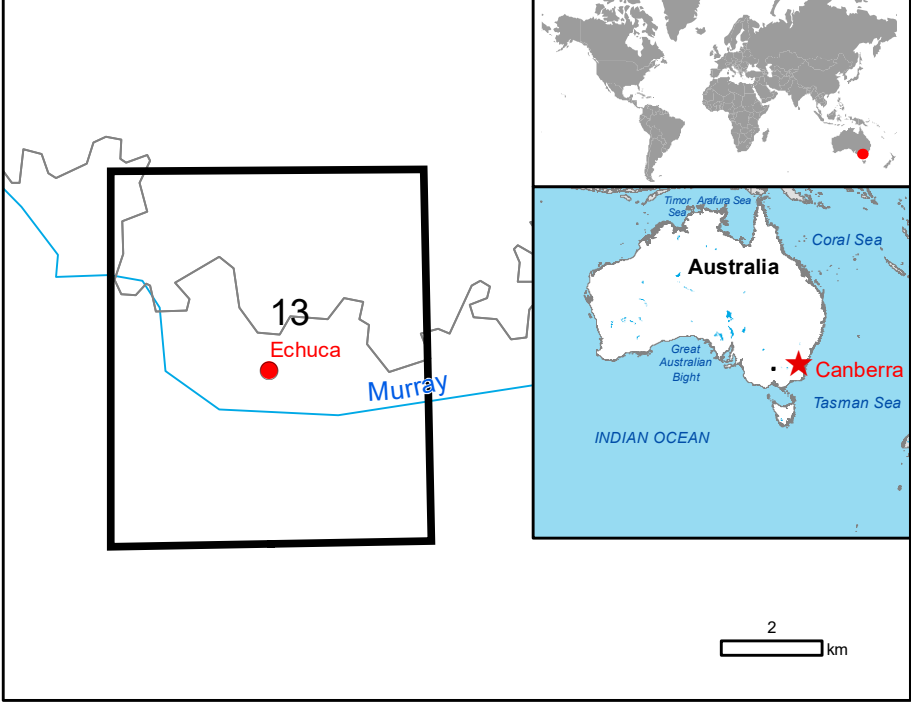 Timor Arafura Sea
Sea
Coral Sea
Australia
13
Echuca
Great
Australian
Bight
Canberra
Murray
Tasman Sea
INDIAN OCEAN
2
km